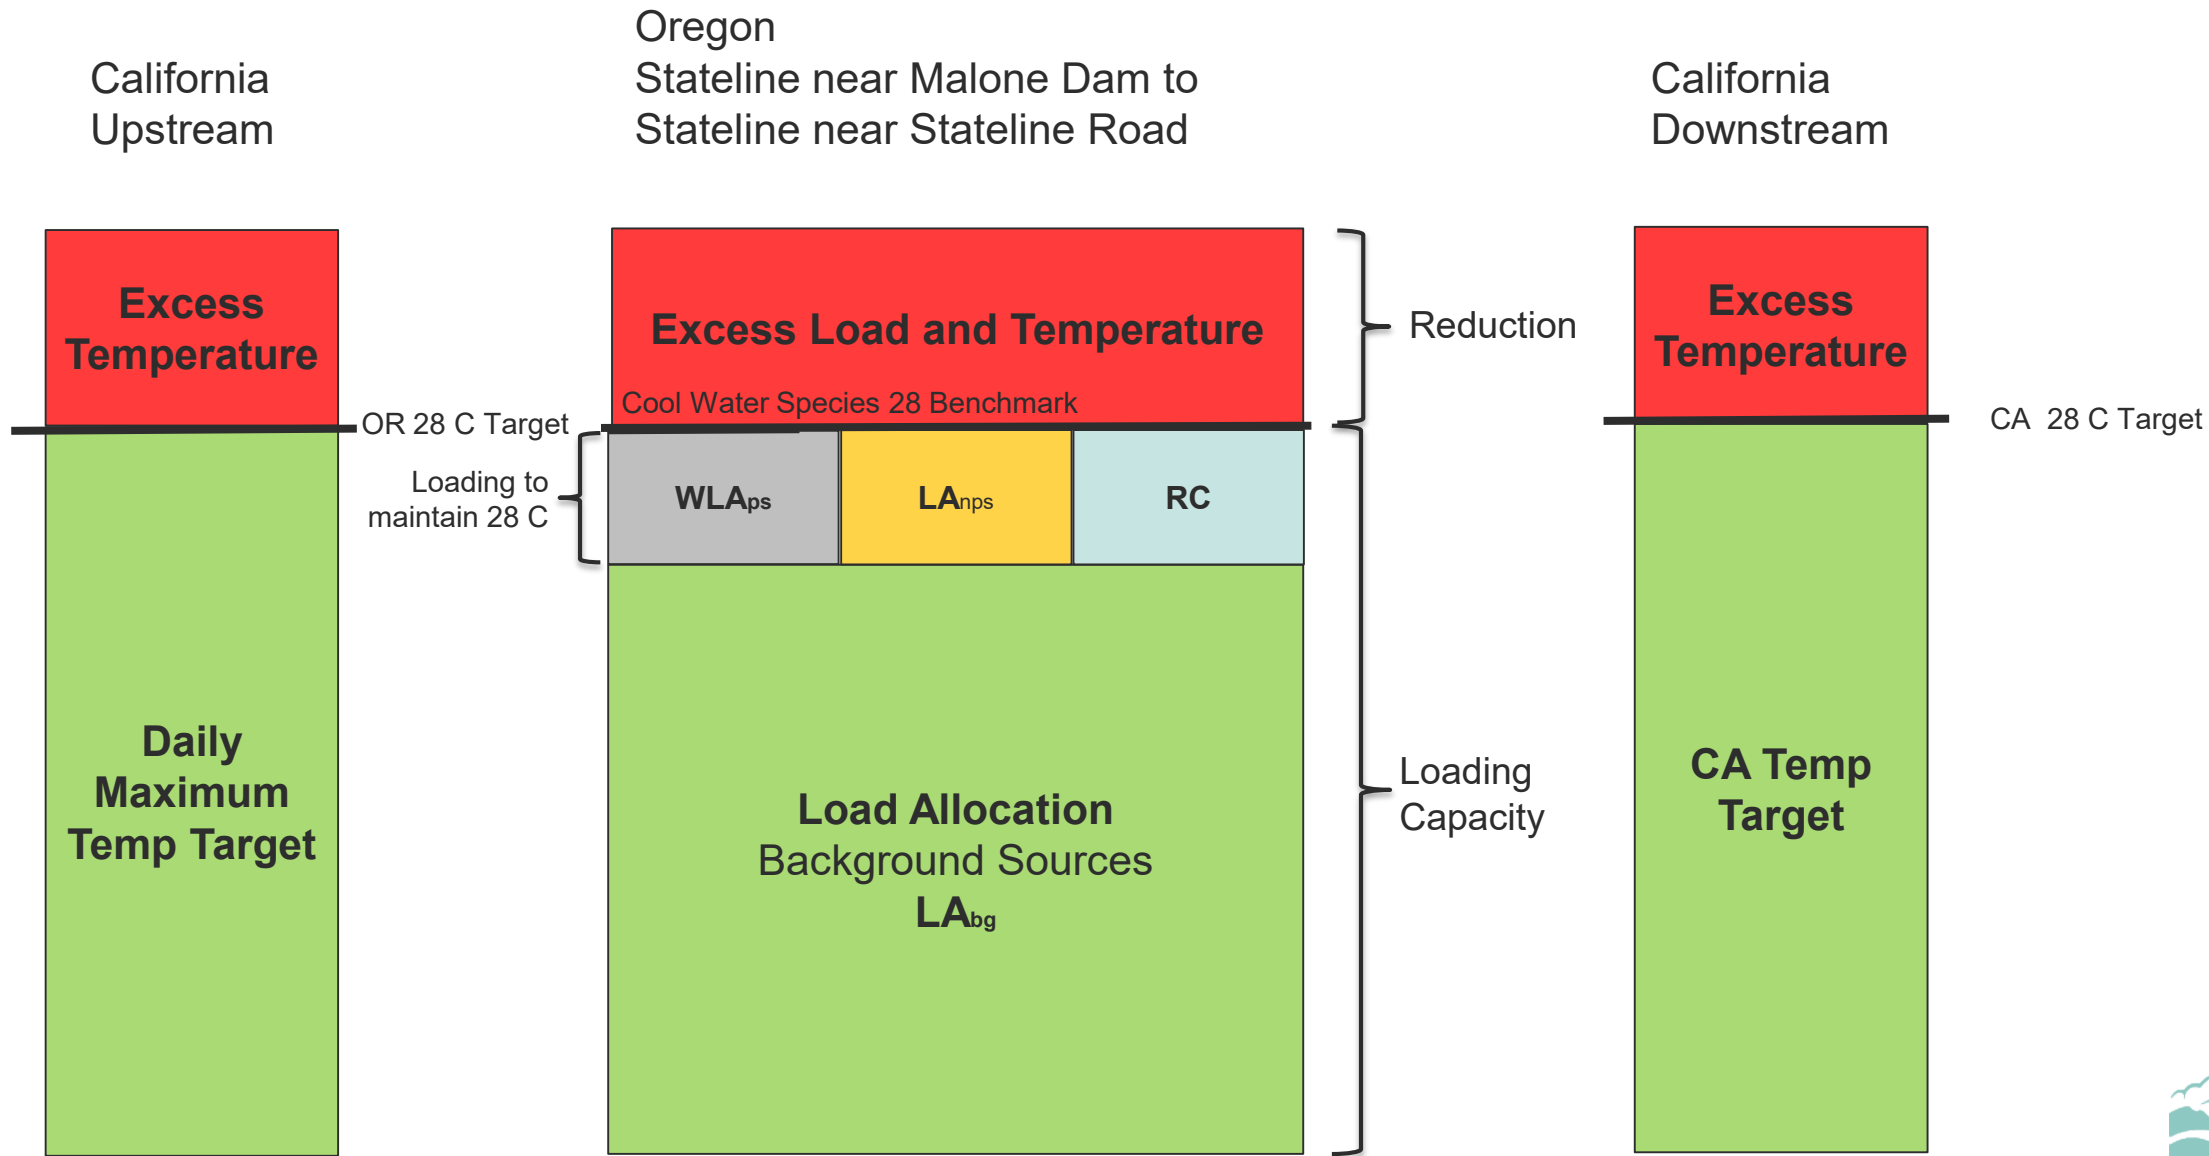 California
Upstream
Oregon
Stateline near Malone Dam to
Stateline near Stateline Road
California
Downstream
Excess
Temperature
OR 28 C Target
Daily
Maximum
Temp Target
Excess Load and Temperature
Cool Water Species 28 Benchmark
Loading to
maintain 28 C
WLAps
LAnps
RC
Load Allocation
Background Sources
LAbg
Reduction
Loading
Capacity
Excess
Temperature
CA 28 C Target
CA Temp
Target